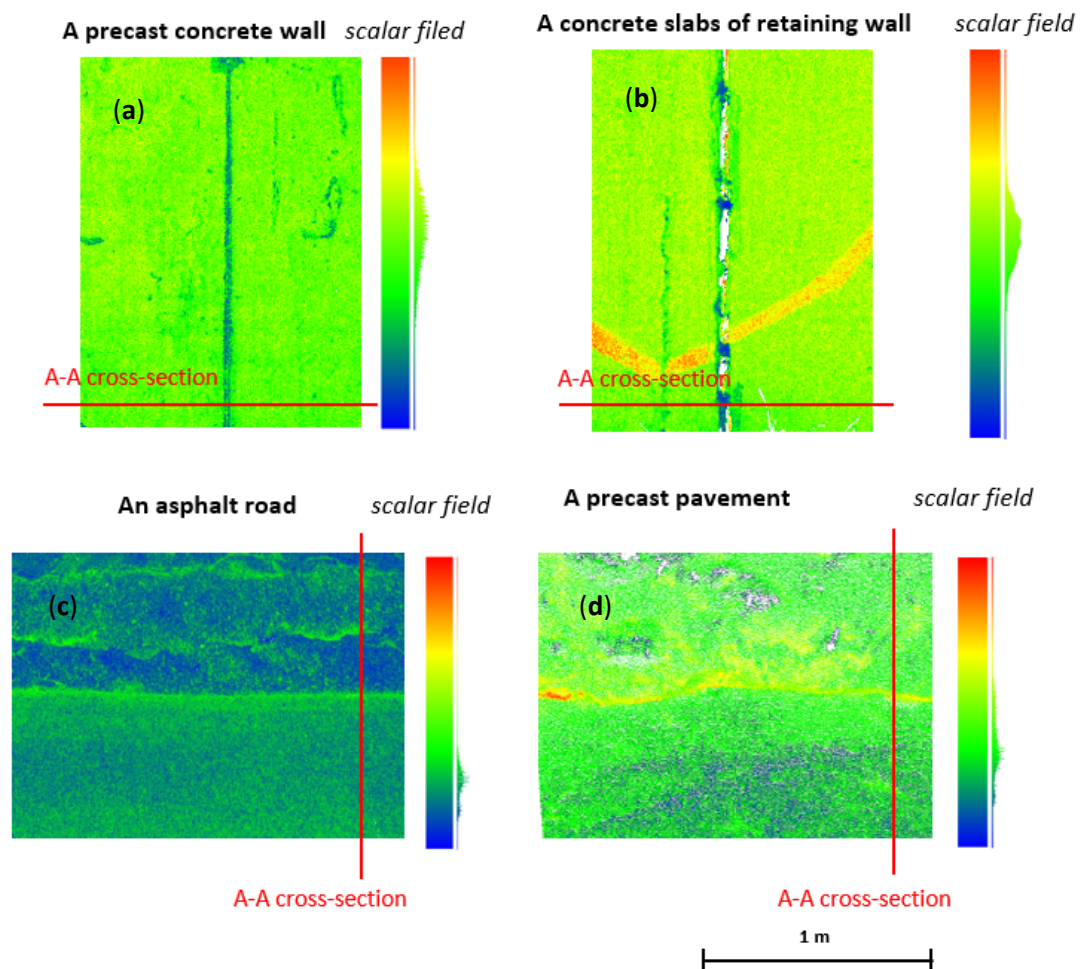 A precast concrete wall scalar filed
A concrete slabs of retaining wall scalar field
(a)
(b)
A-A cross-section
A-A cross-section
An asphalt road scalar field
A precast pavement scalar field
(c)
(d)
A-A cross-section
A-A cross-section
1 m